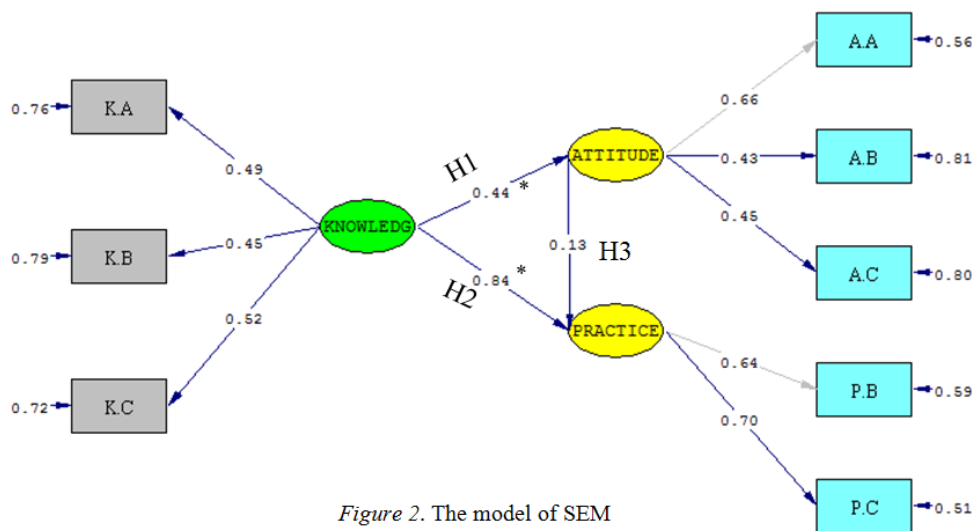 A.A
0.56
0.76
K.A
0.66
H1
ATTITUDE
0.43
A.B
0.81
0.49
0.44
*
KNOWLEDG
0.45
0.79
K.B
0.45
0.13
H3
A.C
0.80
0.84
*
H2
0.52
PRACTICE
0.64
P.B
0.59
0.72
K.C
0.70
P.C
0.51
Figure 2. The model of SEM